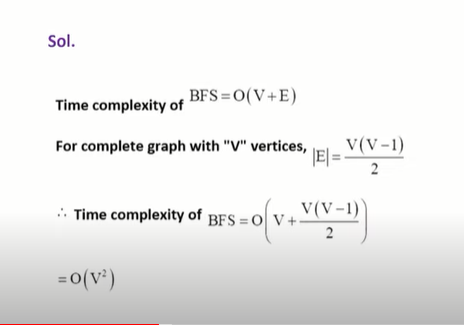 Sol.
Time complexity of BFS=O(V+E)
For complete graph with "V" vertices, |E|=V(V−1)/2
∴ Time complexity of BFS=O(V+V(V−1)/2)
=O(V²)